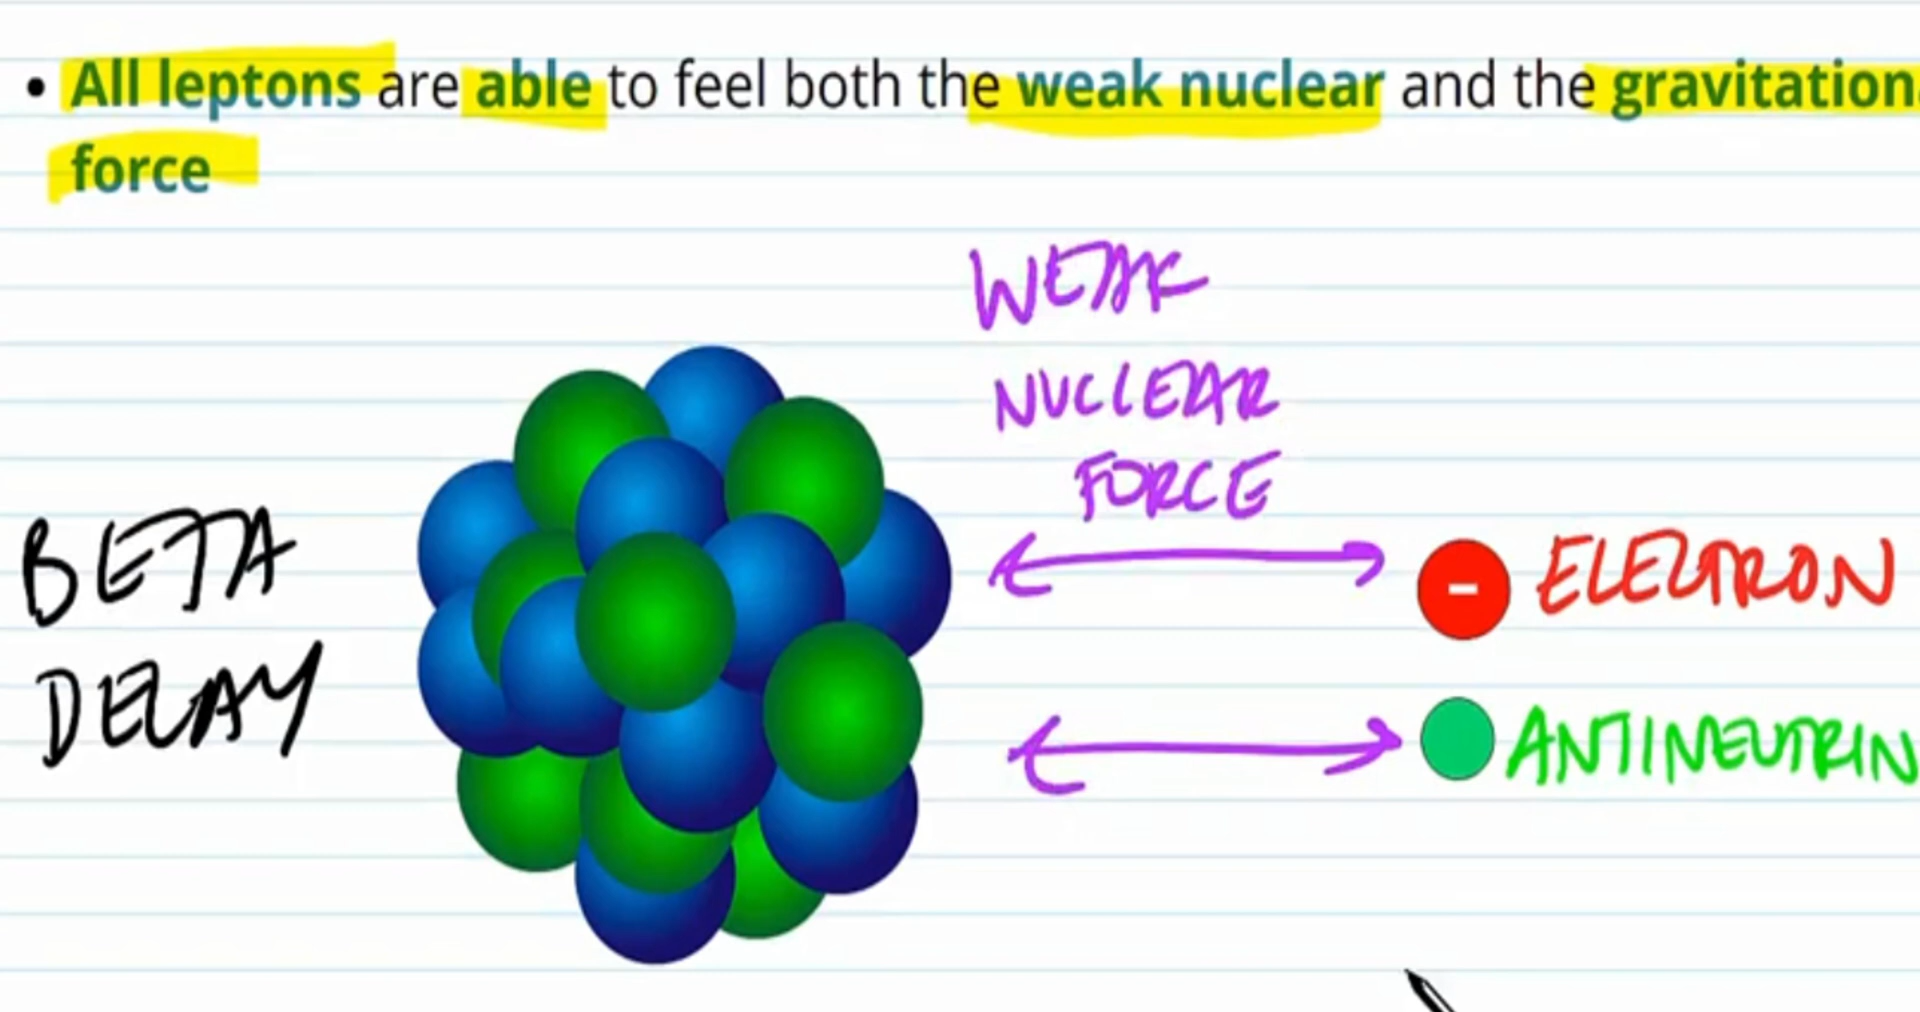 • All leptons are able to feel both the weak nuclear and the gravitation
force
WEAK
NUCLEAR
FORCE
BETA
DECAY
- ELECTRON
ANTINEUTRIN